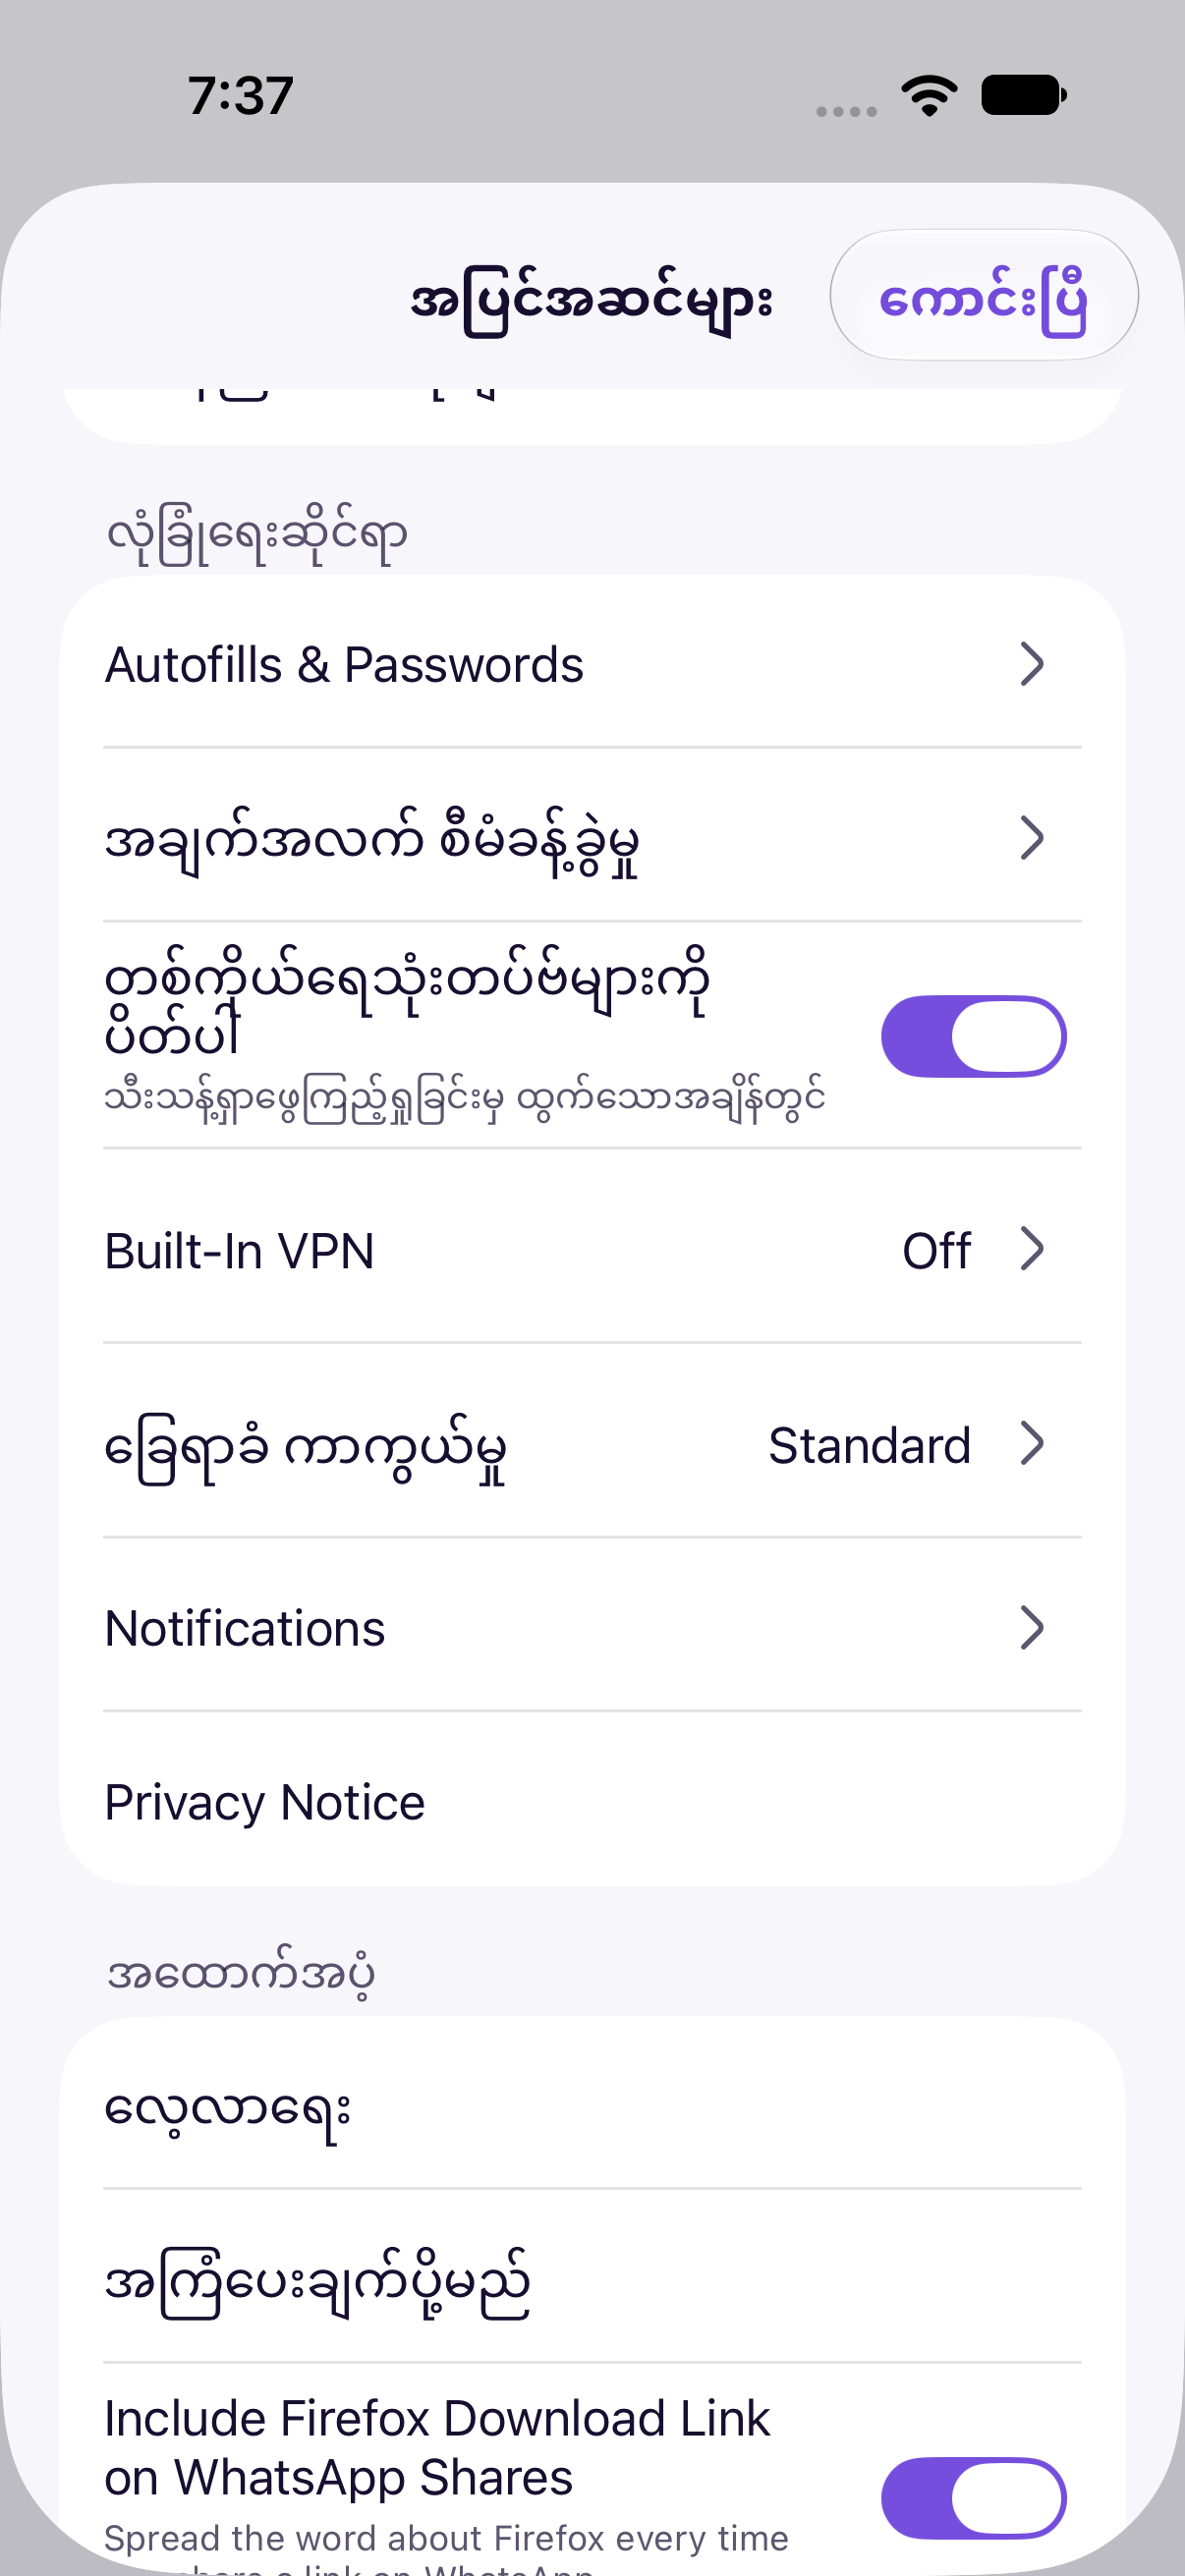 7:37
အပြင်အဆင်များ
ကောင်းပြီ
လုံခြုံရေးဆိုင်ရာ
Autofills & Passwords
အချက်အလက် စီမံခန့်ခွဲမှု
တစ်ကိုယ်ရေသုံးတပ်ဗ်များကို
ပိတ်ပါ
သီးသန့်ရှာဖွေကြည့်ရှုခြင်းမှ ထွက်သောအချိန်တွင်
Built-In VPN Off
ခြေရာခံ ကာကွယ်မှု Standard
Notifications
Privacy Notice
အထောက်အပံ့
လေ့လာရေး
အကြံပေးချက်ပို့မည်
Include Firefox Download Link
on WhatsApp Shares
Spread the word about Firefox every time
share a link on WhatsApp